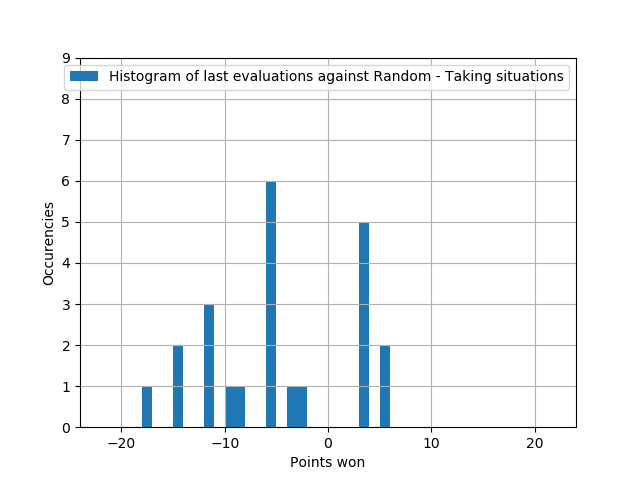 Histogram of last evaluations against Random - Taking situations
9
8
7
6
5
4
3
2
1
0
Occurencies
−20 −10 0 10 20
Points won